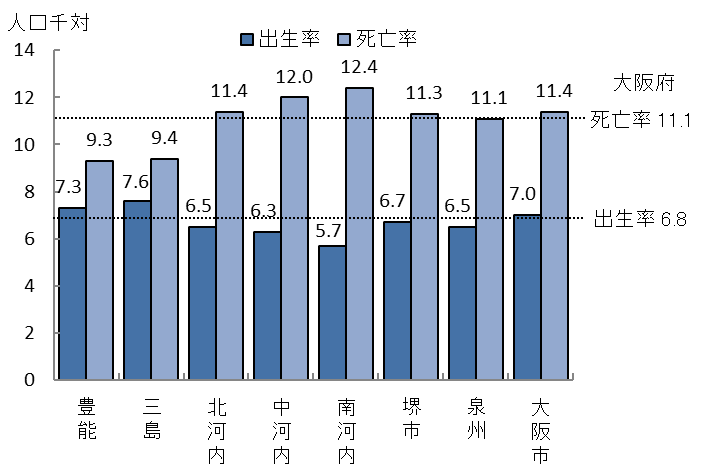 人口千対
出生率 死亡率
14
12
10
8
6
4
2
0
7.3 9.3
7.6 9.4
6.5 11.4
6.3 12.0
5.7 12.4
6.7 11.3
6.5 11.1
7.0 11.4
大阪府
死亡率 11.1
出生率 6.8
豊能
三島
北河内
中河内
南河内
堺市
泉州
大阪市